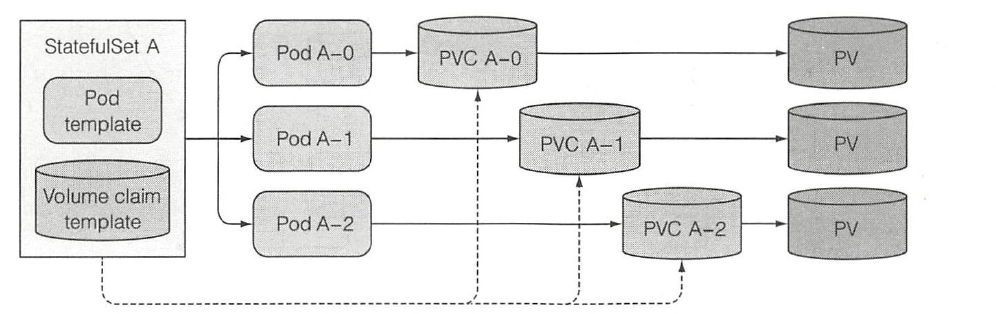 StatefulSet A
Pod
template
Volume claim
template
Pod A-0
PVC A-0
PV
Pod A-1
PVC A-1
PV
Pod A-2
PVC A-2
PV